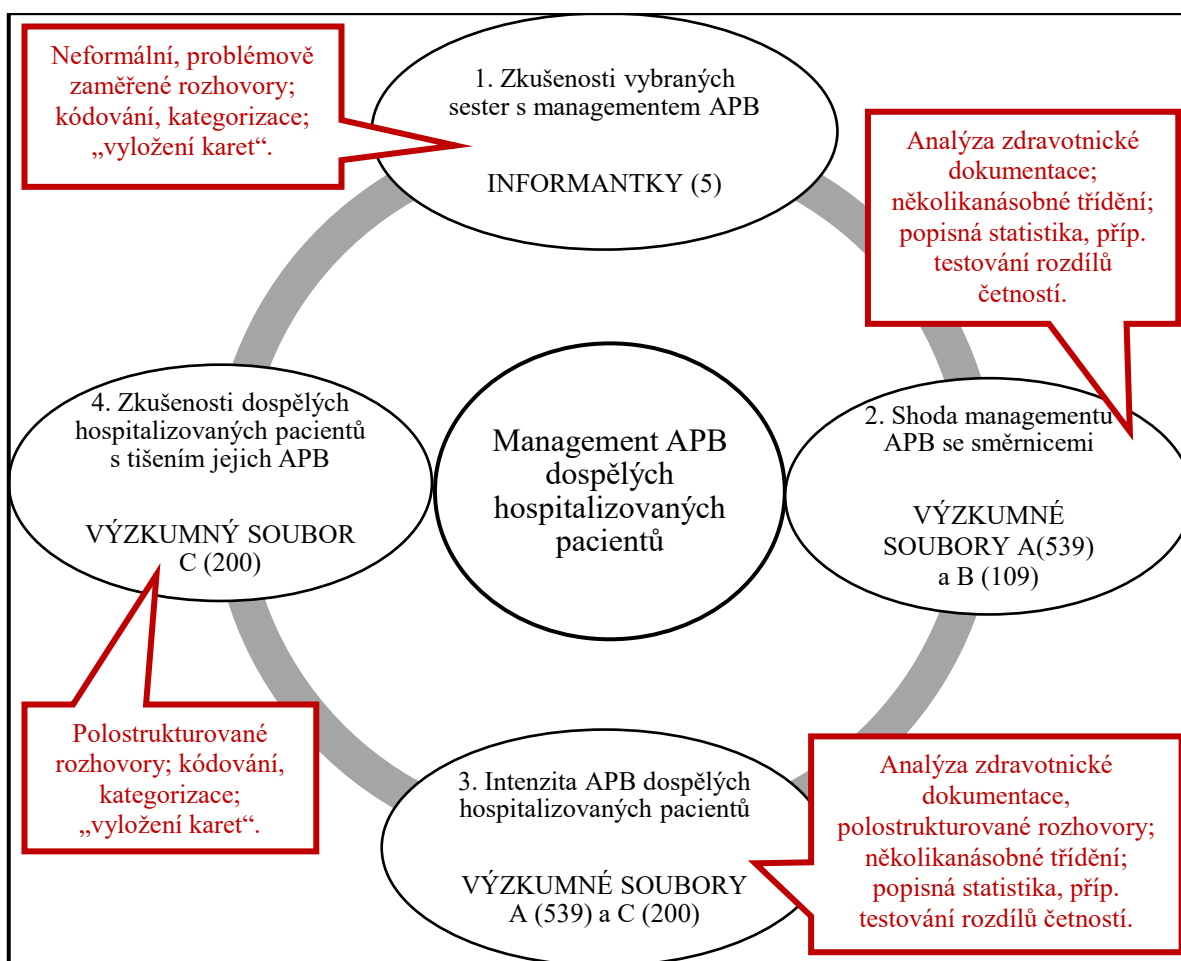 Neformální, problémově
zaměřené rozhovory;
kódování, kategorizace;
„vyložení karet“.
1. Zkušenosti vybraných
sester s managementem APB
INFORMANTKY (5)
Analýza zdravotnické
dokumentace;
několikanásobné třídění;
popisná statistika, příp.
testování rozdílů
četností.
4. Zkušenosti dospělých
hospitalizovaných pacientů
s tišením jejich APB
VÝZKUMNÝ SOUBOR
C (200)
Management APB
dospělých
hospitalizovaných
pacientů
2. Shoda managementu
APB se směrnicemi
VÝZKUMNÉ
SOUBORY A(539)
a B (109)
Polostrukturované
rozhovory; kódování,
kategorizace;
„vyložení karet“.
3. Intenzita APB dospělých
hospitalizovaných pacientů
VÝZKUMNÉ SOUBORY
A (539) a C (200)
Analýza zdravotnické
dokumentace,
polostrukturované rozhovory;
několikanásobné třídění;
popisná statistika, příp.
testování rozdílů četností.